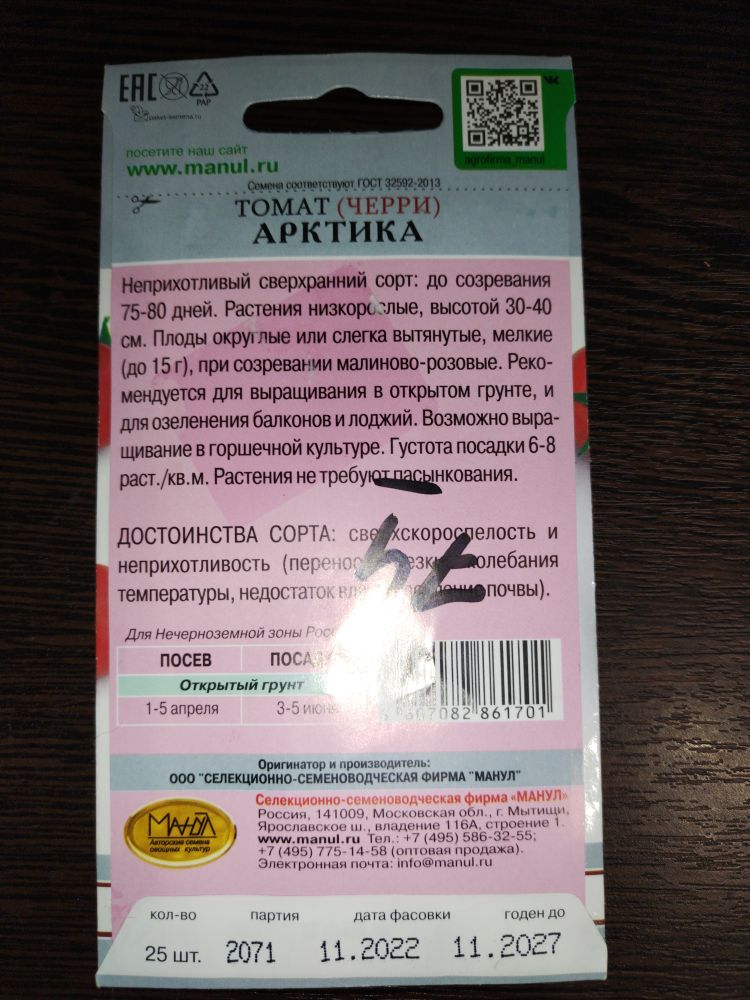 EAC
22
PAP
paket-semena.ru
посетите наш сайт
www.manul.ru
agrofirma_manul
Семена соответствуют ГОСТ 32592-2013
ТОМАТ (ЧЕРРИ)
АРКТИКА
Неприхотливый сверхранний сорт: до созревания
75-80 дней. Растения низкорослые, высотой 30-40
см. Плоды округлые или слегка вытянутые, мелкие
(до 15 г), при созревании малиново-розовые. Реко-
мендуется для выращивания в открытом грунте, и
для озеленения балконов и лоджий. Возможно выра-
щивание в горшечной культуре. Густота посадки 6-8
раст./кв.м. Растения не требуют пасынкования.
ДОСТОИНСТВА СОРТА: сверхскороспелость и
неприхотливость (перенос колебания
температуры, недостаток почвы).
Для Нечерноземной зоны
ПОСЕВ ПОСАДКА
Открытый грунт
1-5 апреля 3-5 июня
607082 861701
Оригинатор и производитель:
ООО "СЕЛЕКЦИОННО-СЕМЕНОВОДЧЕСКАЯ ФИРМА "МАНУЛ"
МАНУЛ
Авторские семена
овощных культур
Селекционно-семеноводческая фирма «МАНУЛ»
Россия, 141009, Московская обл., г. Мытищи,
Ярославское ш., владение 116А, строение 1.
www.manul.ru Тел.: +7 (495) 586-32-55;
+7 (495) 775-14-58 (оптовая продажа).
Электронная почта: info@manul.ru
кол-во партия дата фасовки годен до
25 шт. 2071 11.2022 11.2027